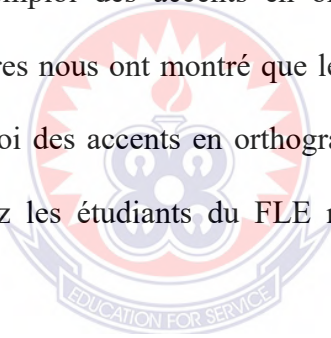 emploi des accents en
res nous ont montré que le
oi des accents en orthogra
z les étudiants du FLE
EDUCATION FOR SERVICE